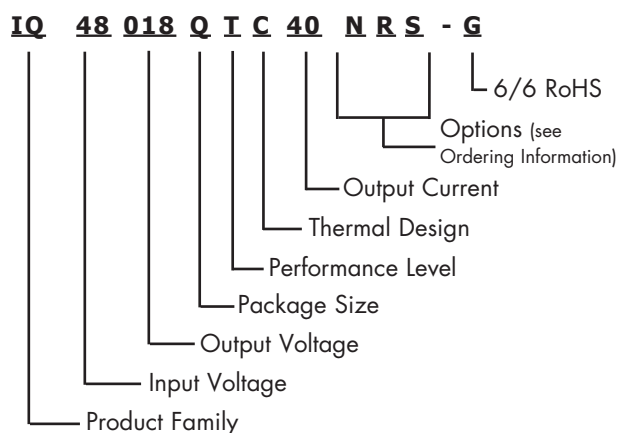 IQ 48 018 Q T C 40 N R S - G
6/6 RoHS
Options (see
Ordering Information)
Output Current
Thermal Design
Performance Level
Package Size
Output Voltage
Input Voltage
Product Family